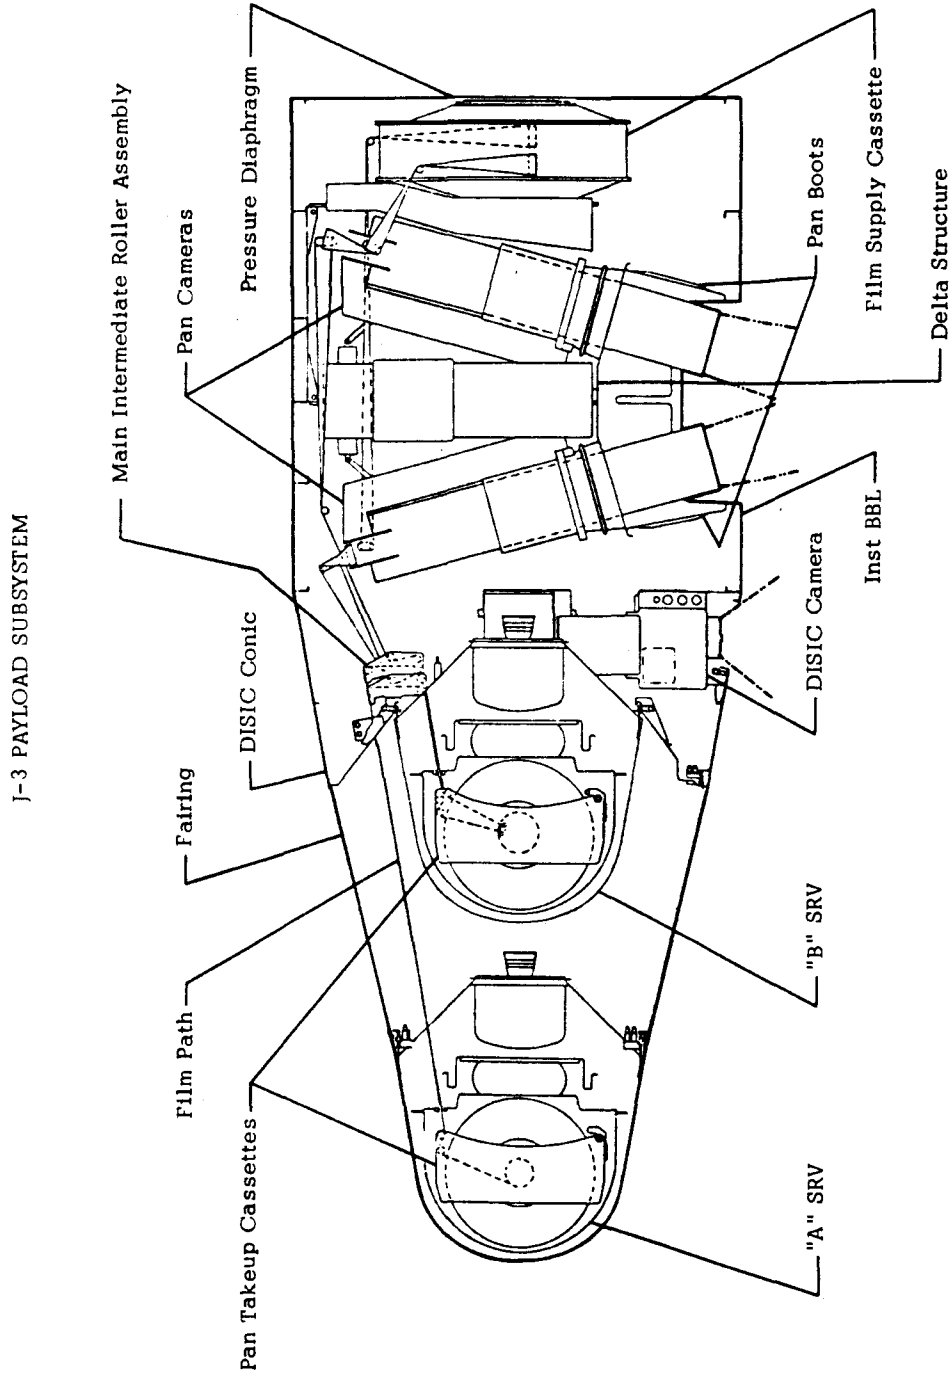 J-3 PAYLOAD SUBSYSTEM
Main Intermediate Roller Assembly
Pan Cameras
Pressure Diaphragm
DISIC Conic
Fairing
Film Path
Pan Takeup Cassettes
"A" SRV
"B" SRV
DISIC Camera
Inst BBL
Pan Boots
Film Supply Cassette
Delta Structure